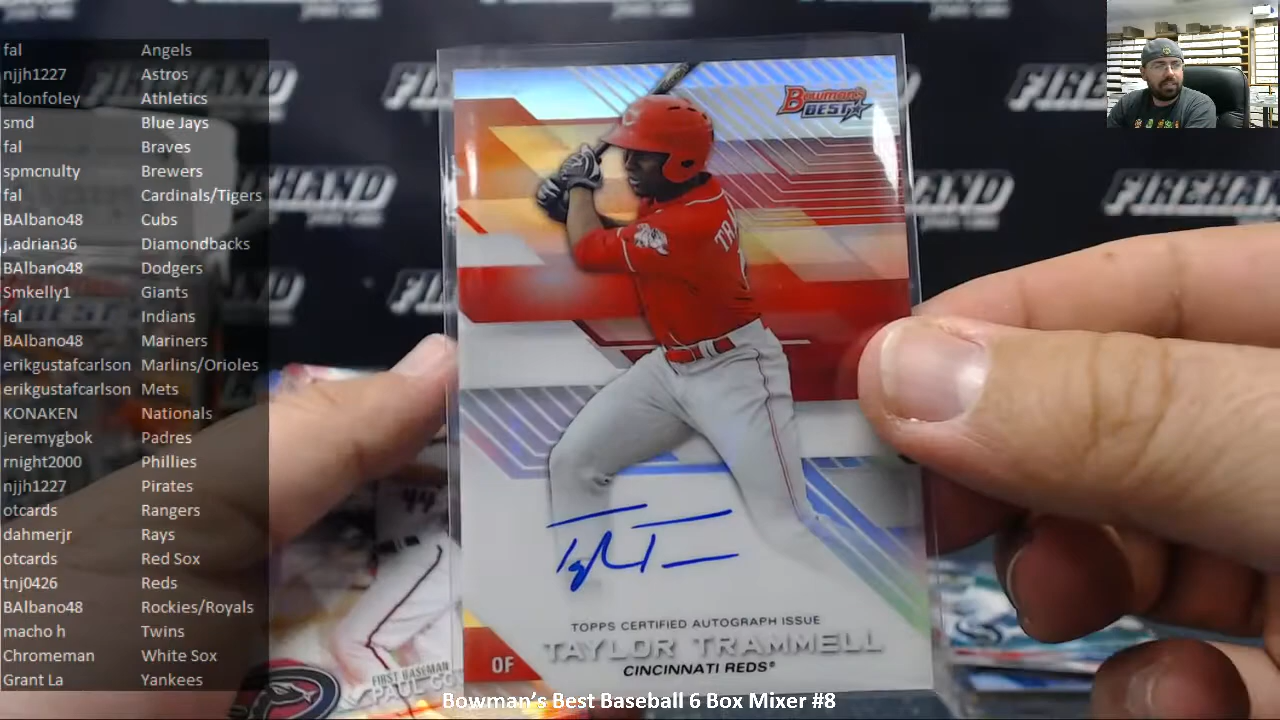 fal Angels
njjh1227 Astros
talonfoley Athletics
smd Blue Jays
fal Braves
spmcnulty Brewers
fal Cardinals/Tigers
BAlbano48 Cubs
j.adrian36 Diamondbacks
BAlbano48 Dodgers
Smkelly1 Giants
fal Indians
BAlbano48 Mariners
erikgustafcarlson Marlins/Orioles
erikgustafcarlson Mets
KONAKEN Nationals
jeremygbok Padres
rnight2000 Phillies
njjh1227 Pirates
otcards Rangers
dahmerjr Rays
otcards Red Sox
tnj0426 Reds
BAlbano48 Rockies/Royals
macho h Twins
Chromeman White Sox
Grant La Yankees
FIREHAND
Bowman's
BEST
TOPPS CERTIFIED AUTOGRAPH ISSUE
TAYLOR TRAMMELL
OF
CINCINNATI REDS®
44
FIRST BASEMAN
PAUL
Bowman's Best Baseball 6 Box Mixer #8